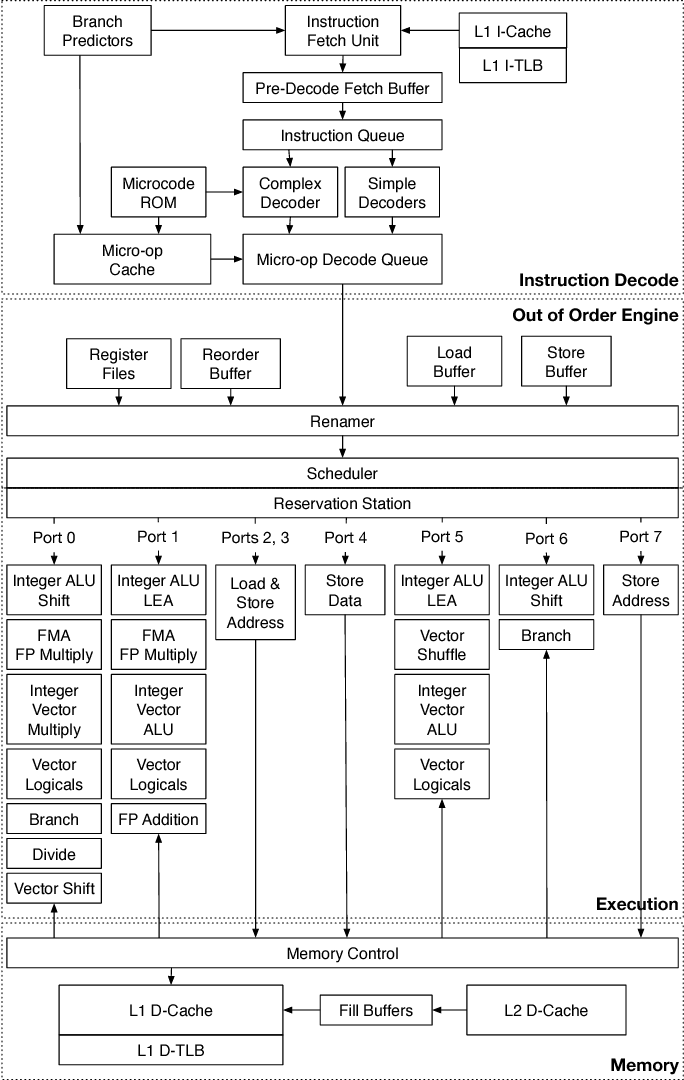 Branch
Predictors
Instruction
Fetch Unit
L1 I-Cache
L1 I-TLB
Pre-Decode Fetch Buffer
Instruction Queue
Microcode
ROM
Complex
Decoder
Simple
Decoders
Micro-op
Cache
Micro-op Decode Queue
Instruction Decode
Out of Order Engine
Register
Files
Reorder
Buffer
Load
Buffer
Store
Buffer
Renamer
Scheduler
Reservation Station
Port 0
Port 1
Ports 2, 3
Port 4
Port 5
Port 6
Port 7
Integer ALU
Shift
FMA
FP Multiply
Integer
Vector
Multiply
Vector
Logicals
Branch
Divide
Vector Shift
Integer ALU
LEA
FMA
FP Multiply
Integer
Vector
ALU
Vector
Logicals
FP Addition
Load &
Store
Address
Store
Data
Integer ALU
LEA
Vector
Shuffle
Integer
Vector
ALU
Vector
Logicals
Integer ALU
Shift
Branch
Store
Address
Execution
Memory Control
L1 D-Cache
L1 D-TLB
Fill Buffers
L2 D-Cache
Memory